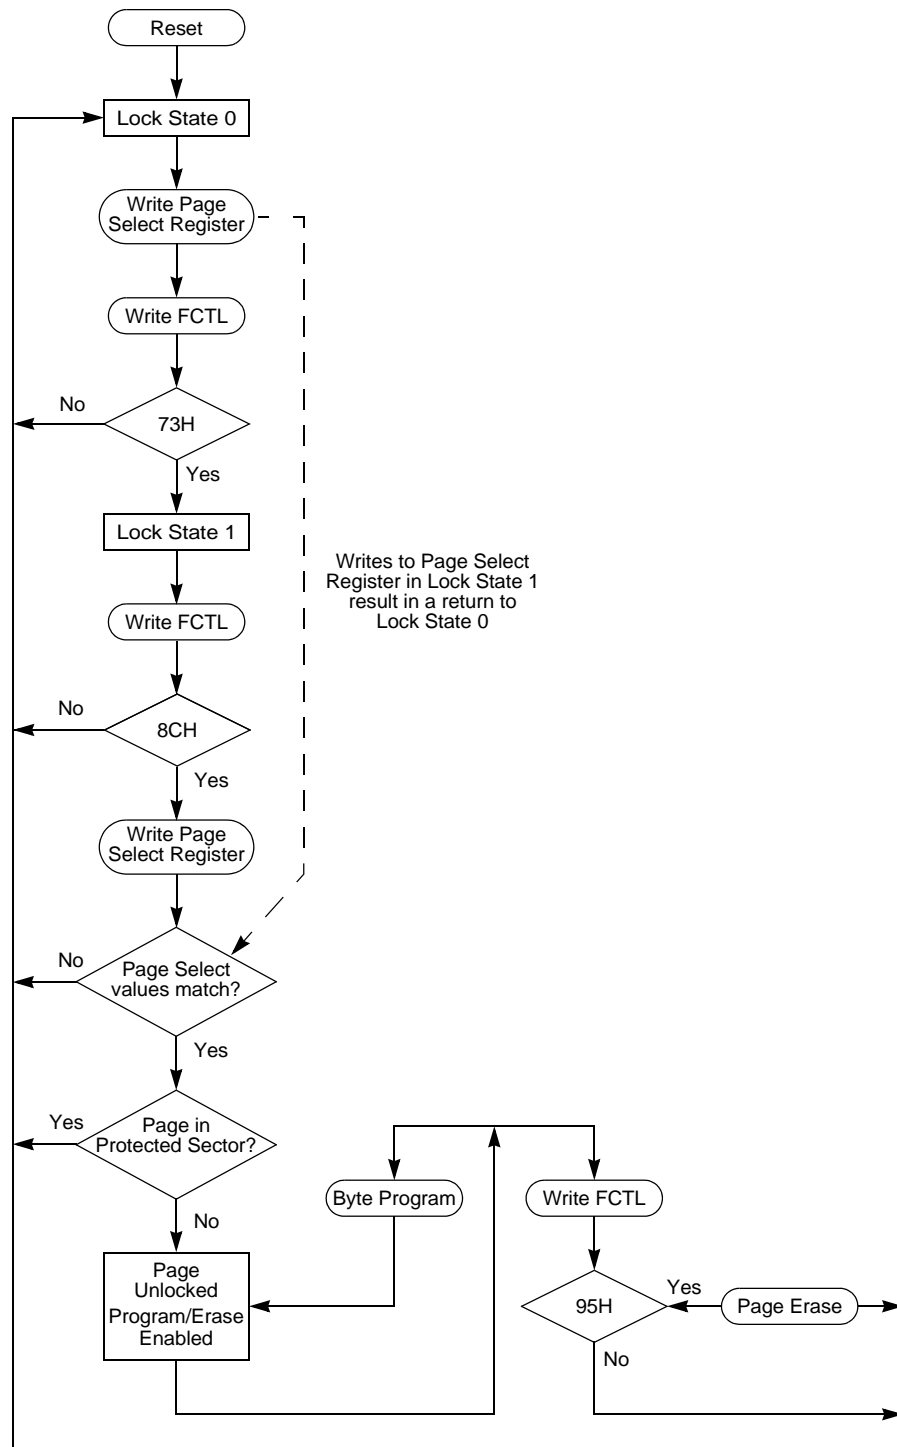 Reset
Lock State 0
Write Page
Select Register
Write FCTL
No
73H
Yes
Lock State 1
Writes to Page Select
Register in Lock State 1
result in a return to
Lock State 0
Write FCTL
No
8CH
Yes
Write Page
Select Register
No
Page Select
values match?
Yes
Yes
Page in
Protected Sector?
No
Byte Program
Write FCTL
Page
Unlocked
Program/Erase
Enabled
95H
Yes
Page Erase
No